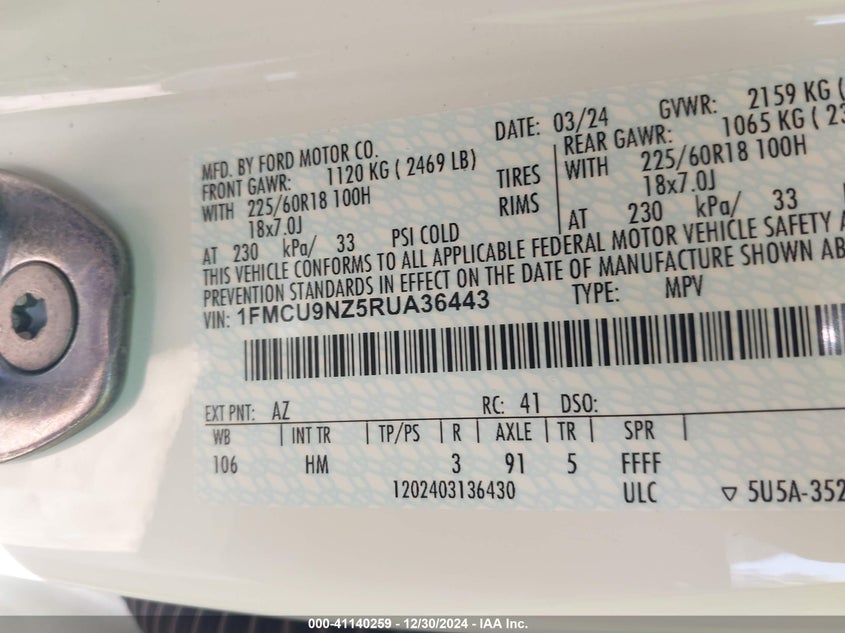 MFD. BY FORD MOTOR CO. DATE: 03/24 GVWR: 2159 KG (
FRONT GAWR: 1120 KG ( 2469 LB) REAR GAWR: 1065 KG ( 23
WITH 225/60R18 100H TIRES WITH 225/60R18 100H
18x7.0J RIMS 18x7.0J
AT 230 kPa/ 33 PSI COLD AT 230 kPa/ 33
THIS VEHICLE CONFORMS TO ALL APPLICABLE FEDERAL MOTOR VEHICLE SAFETY A
PREVENTION STANDARDS IN EFFECT ON THE DATE OF MANUFACTURE SHOWN AB
VIN: 1FMCU9NZ5RUA36443 TYPE: MPV
EXT PNT: AZ RC: 41 DSO:
WB | INT TR | TP/PS | R | AXLE | TR | SPR |
106 HM 3 91 5 FFFF
1202403136430 ULC ▽ 5U5A-352
000-41140259 - 12/30/2024 - IAA Inc.